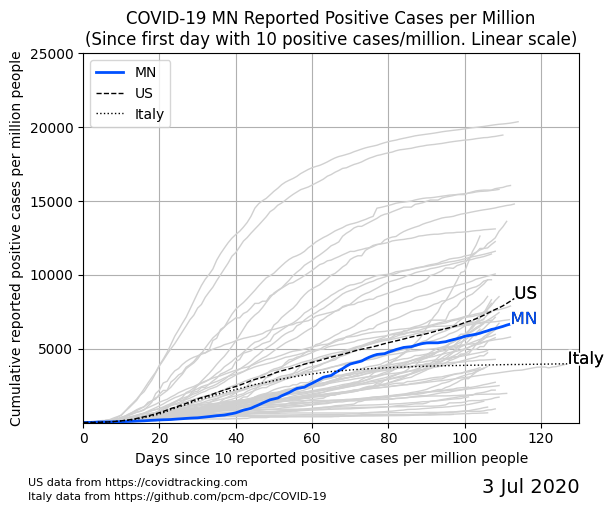 COVID-19 MN Reported Positive Cases per Million
(Since first day with 10 positive cases/million. Linear scale)
Cumulative reported positive cases per million people
25000
20000
15000
10000
5000
MN
US
Italy
US
MN
Italy
0
20
40
60
80
100
120
Days since 10 reported positive cases per million people
US data from https://covidtracking.com
Italy data from https://github.com/pcm-dpc/COVID-19
3 Jul 2020